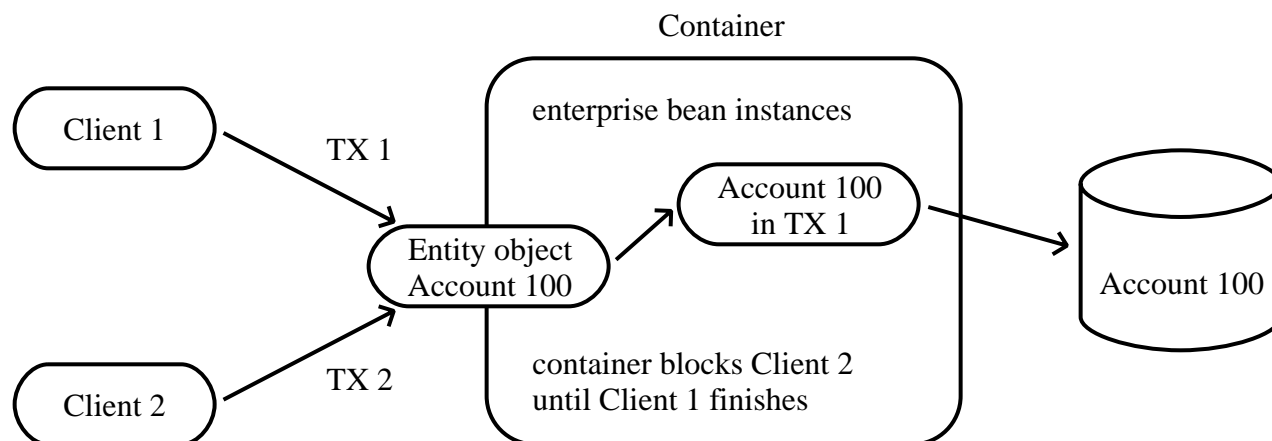 Container
enterprise bean instances
Client 1
TX 1
Account 100
in TX 1
Entity object
Account 100
Account 100
container blocks Client 2
until Client 1 finishes
TX 2
Client 2